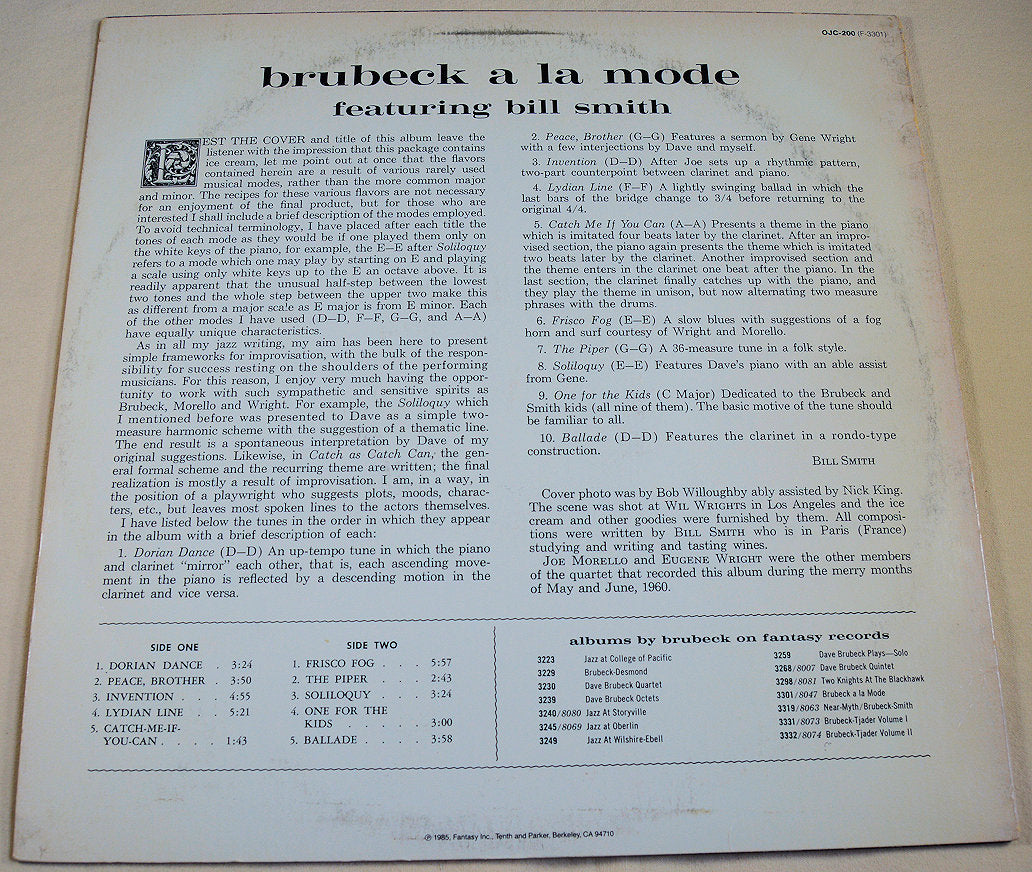 OJC-200 (F-3301)
brubeck a la mode
featuring bill smith
LEST THE COVER and title of this album leave the
listener with the impression that this package contains
ice cream, let me point out at once that the flavors
contained herein are a result of various rarely used
musical modes, rather than the more common major
and minor. The recipes for these various flavors are not necessary
for an enjoyment of the final product, but for those who are
interested I shall include a brief description of the modes employed.
To avoid technical terminology, I have placed after each title the
tones of each mode as they would be if one played them only on
the white keys of the piano, for example, the E—E after Soliloquy
refers to a mode which one may play by starting on E and playing
a scale using only white keys up to the E an octave above. It is
readily apparent that the unusual half-step between the lowest
two tones and the whole step between the upper two make this
as different from a major scale as E major is from E minor. Each
of the other modes I have used (D—D, F—F, G—G, and A—A)
have equally unique characteristics.
As in all my jazz writing, my aim has been here to present
simple frameworks for improvisation, with the bulk of the respon-
sibility for success resting on the shoulders of the performing
musicians. For this reason, I enjoy very much having the oppor-
tunity to work with such sympathetic and sensitive spirits as
Brubeck, Morello and Wright. For example, the Soliloquy which
I mentioned before was presented to Dave as a simple two-
measure harmonic scheme with the suggestion of a thematic line.
The end result is a spontaneous interpretation by Dave of my
original suggestions. Likewise, in Catch as Catch Can, the gen-
eral formal scheme and the recurring theme are written; the final
realization is mostly a result of improvisation. I am, in a way, in
the position of a playwright who suggests plots, moods, charac-
ters, etc., but leaves most spoken lines to the actors themselves.
I have listed below the tunes in the order in which they appear
in the album with a brief description of each:
1. Dorian Dance (D—D) An up-tempo tune in which the piano
and clarinet "mirror" each other, that is, each ascending move-
ment in the piano is reflected by a descending motion in the
clarinet and vice versa.
2. Peace, Brother (G—G) Features a sermon by Gene Wright
with a few interjections by Dave and myself.
3. Invention (D—D) After Joe sets up a rhythmic pattern,
two-part counterpoint between clarinet and piano.
4. Lydian Line (F—F) A lightly swinging ballad in which the
last bars of the bridge change to 3/4 before returning to the
original 4/4.
5. Catch Me If You Can (A—A) Presents a theme in the piano
which is imitated four beats later by the clarinet. After an impro-
vised section, the piano again presents the theme which is imitated
two beats later by the clarinet. Another improvised section and
the theme enters in the clarinet one beat after the piano. In the
last section, the clarinet finally catches up with the piano, and
they play the theme in unison, but now alternating two measure
phrases with the drums.
6. Frisco Fog (E—E) A slow blues with suggestions of a fog
horn and surf courtesy of Wright and Morello.
7. The Piper (G—G) A 36-measure tune in a folk style.
8. Soliloquy (E—E) Features Dave's piano with an able assist
from Gene.
9. One for the Kids (C Major) Dedicated to the Brubeck and
Smith kids (all nine of them). The basic motive of the tune should
be familiar to all.
10. Ballade (D—D) Features the clarinet in a rondo-type
construction.
BILL SMITH
Cover photo was by Bob Willoughby ably assisted by Nick King.
The scene was shot at WIL WRIGHTS in Los Angeles and the ice
cream and other goodies were furnished by them. All composi-
tions were written by BILL SMITH who is in Paris (France)
studying and writing and tasting wines.
JOE MORELLO and EUGENE WRIGHT were the other members
of the quartet that recorded this album during the merry months
of May and June, 1960.
SIDE ONE
1. DORIAN DANCE . 3:24
2. PEACE, BROTHER . 3:50
3. INVENTION . . 4:55
4. LYDIAN LINE . . 5:21
5. CATCH-ME-IF-
YOU-CAN . . . . 1:43
SIDE TWO
1. FRISCO FOG . . . 5:57
2. THE PIPER . . . 2:43
3. SOLILOQUY . . . 3:24
4. ONE FOR THE
KIDS . . . . . 3:00
5. BALLADE . . . . 3:58
albums by brubeck on fantasy records
3223 Jazz at College of Pacific
3229 Brubeck-Desmond
3230 Dave Brubeck Quartet
3239 Dave Brubeck Octets
3240/8080 Jazz At Storyville
3245/8069 Jazz at Oberlin
3249 Jazz At Wilshire-Ebell
3259 Dave Brubeck Plays—Solo
3268/8007 Dave Brubeck Quintet
3298/8081 Two Knights At The Blackhawk
3301/8047 Brubeck a la Mode
3319/8063 Near-Myth/Brubeck-Smith
3331/8073 Brubeck-Tjader Volume I
3332/8074 Brubeck-Tjader Volume II
℗ 1985, Fantasy Inc., Tenth and Parker, Berkeley, CA 94710